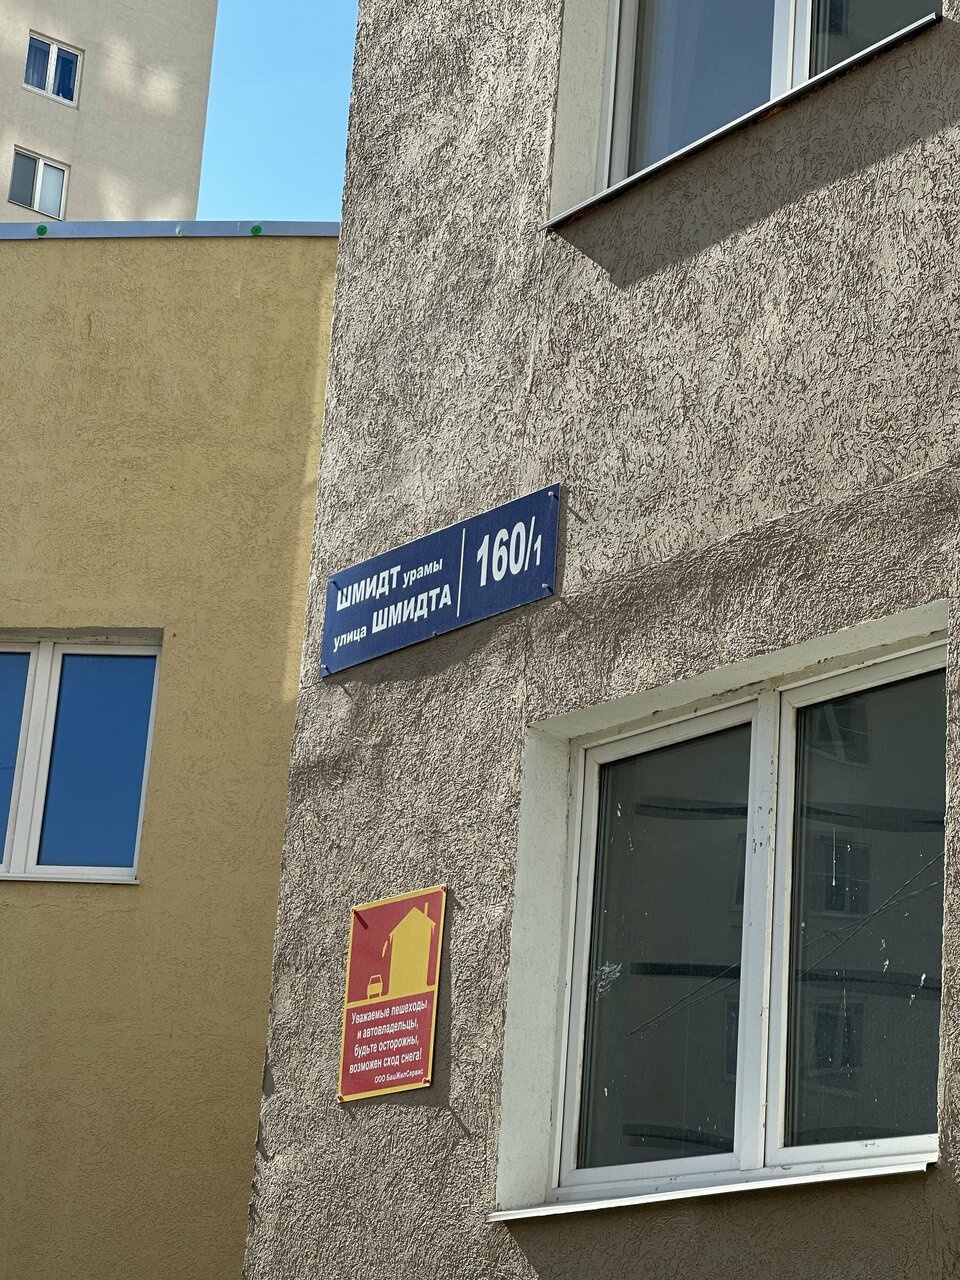 ШМИДТ урамы
улица ШМИДТА
160/1
Уважаемые пешеходы
и автовладельцы,
будьте осторожны,
возможен сход снега!
ООО БашЖилСервис